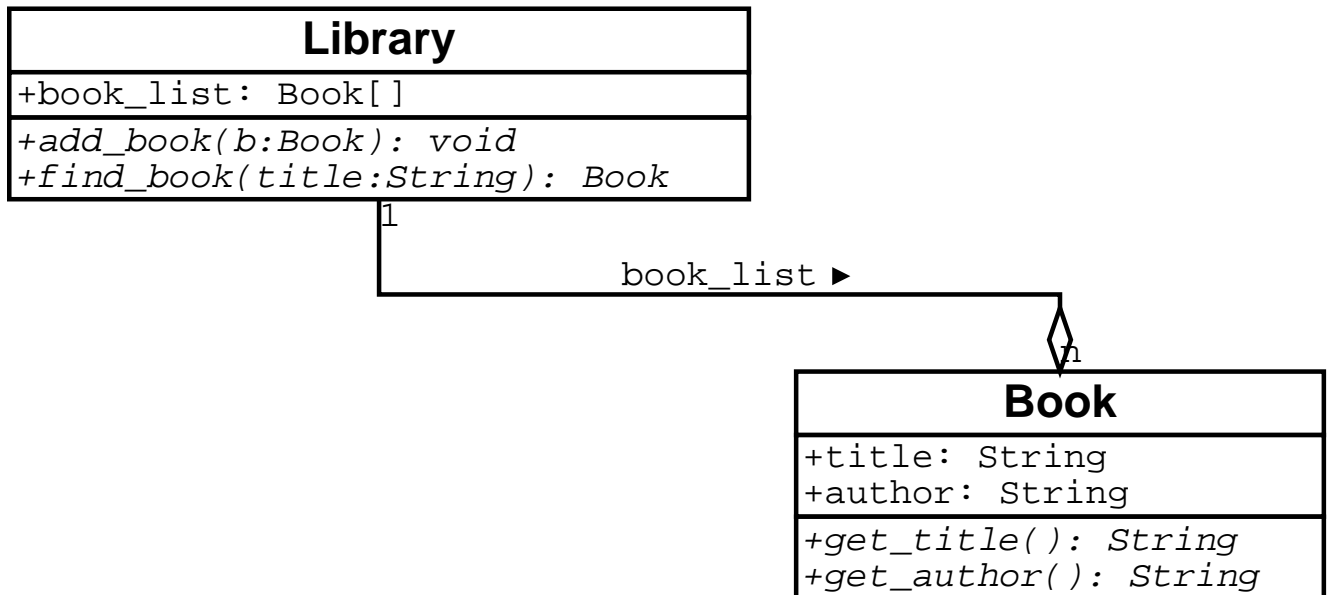 Library
+book_list: Book[]
+add_book(b:Book): void
+find_book(title:String): Book
1
book_list ►
n
Book
+title: String
+author: String
+get_title(): String
+get_author(): String